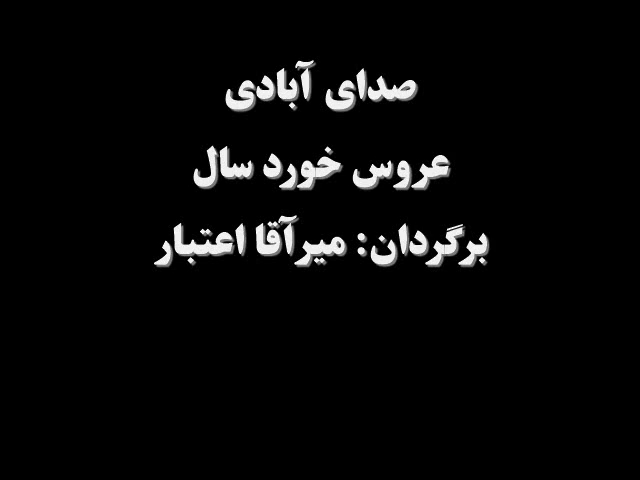 صدای آبادی
عروس خورد سال
برگردان: میرآقا اعتبار